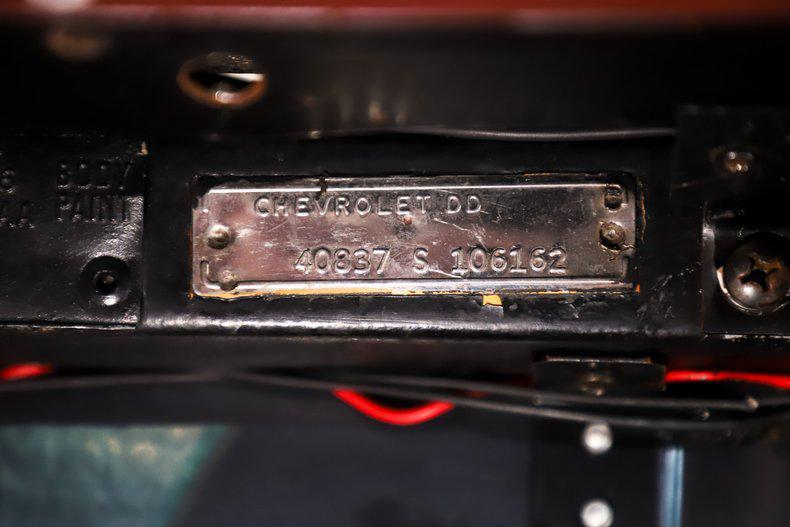 BODY
PAINT
CHEVROLET DD
40837 S 106162